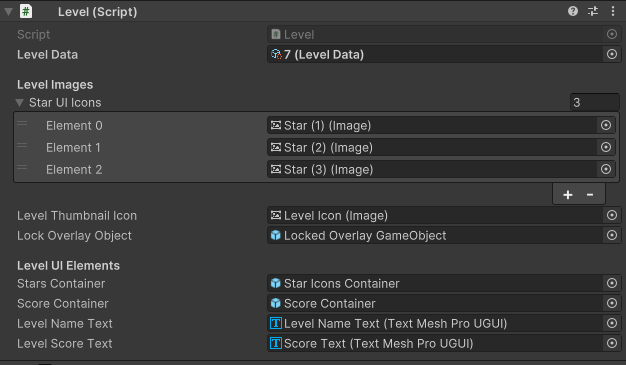 # Level (Script)
Script # Level
Level Data 7 (Level Data)
Level Images
Star UI Icons 3
Element 0 Star (1) (Image)
Element 1 Star (2) (Image)
Element 2 Star (3) (Image)
+ -
Level Thumbnail Icon Level Icon (Image)
Lock Overlay Object Locked Overlay GameObject
Level UI Elements
Stars Container Star Icons Container
Score Container Score Container
Level Name Text T Level Name Text (Text Mesh Pro UGUI)
Level Score Text T Score Text (Text Mesh Pro UGUI)